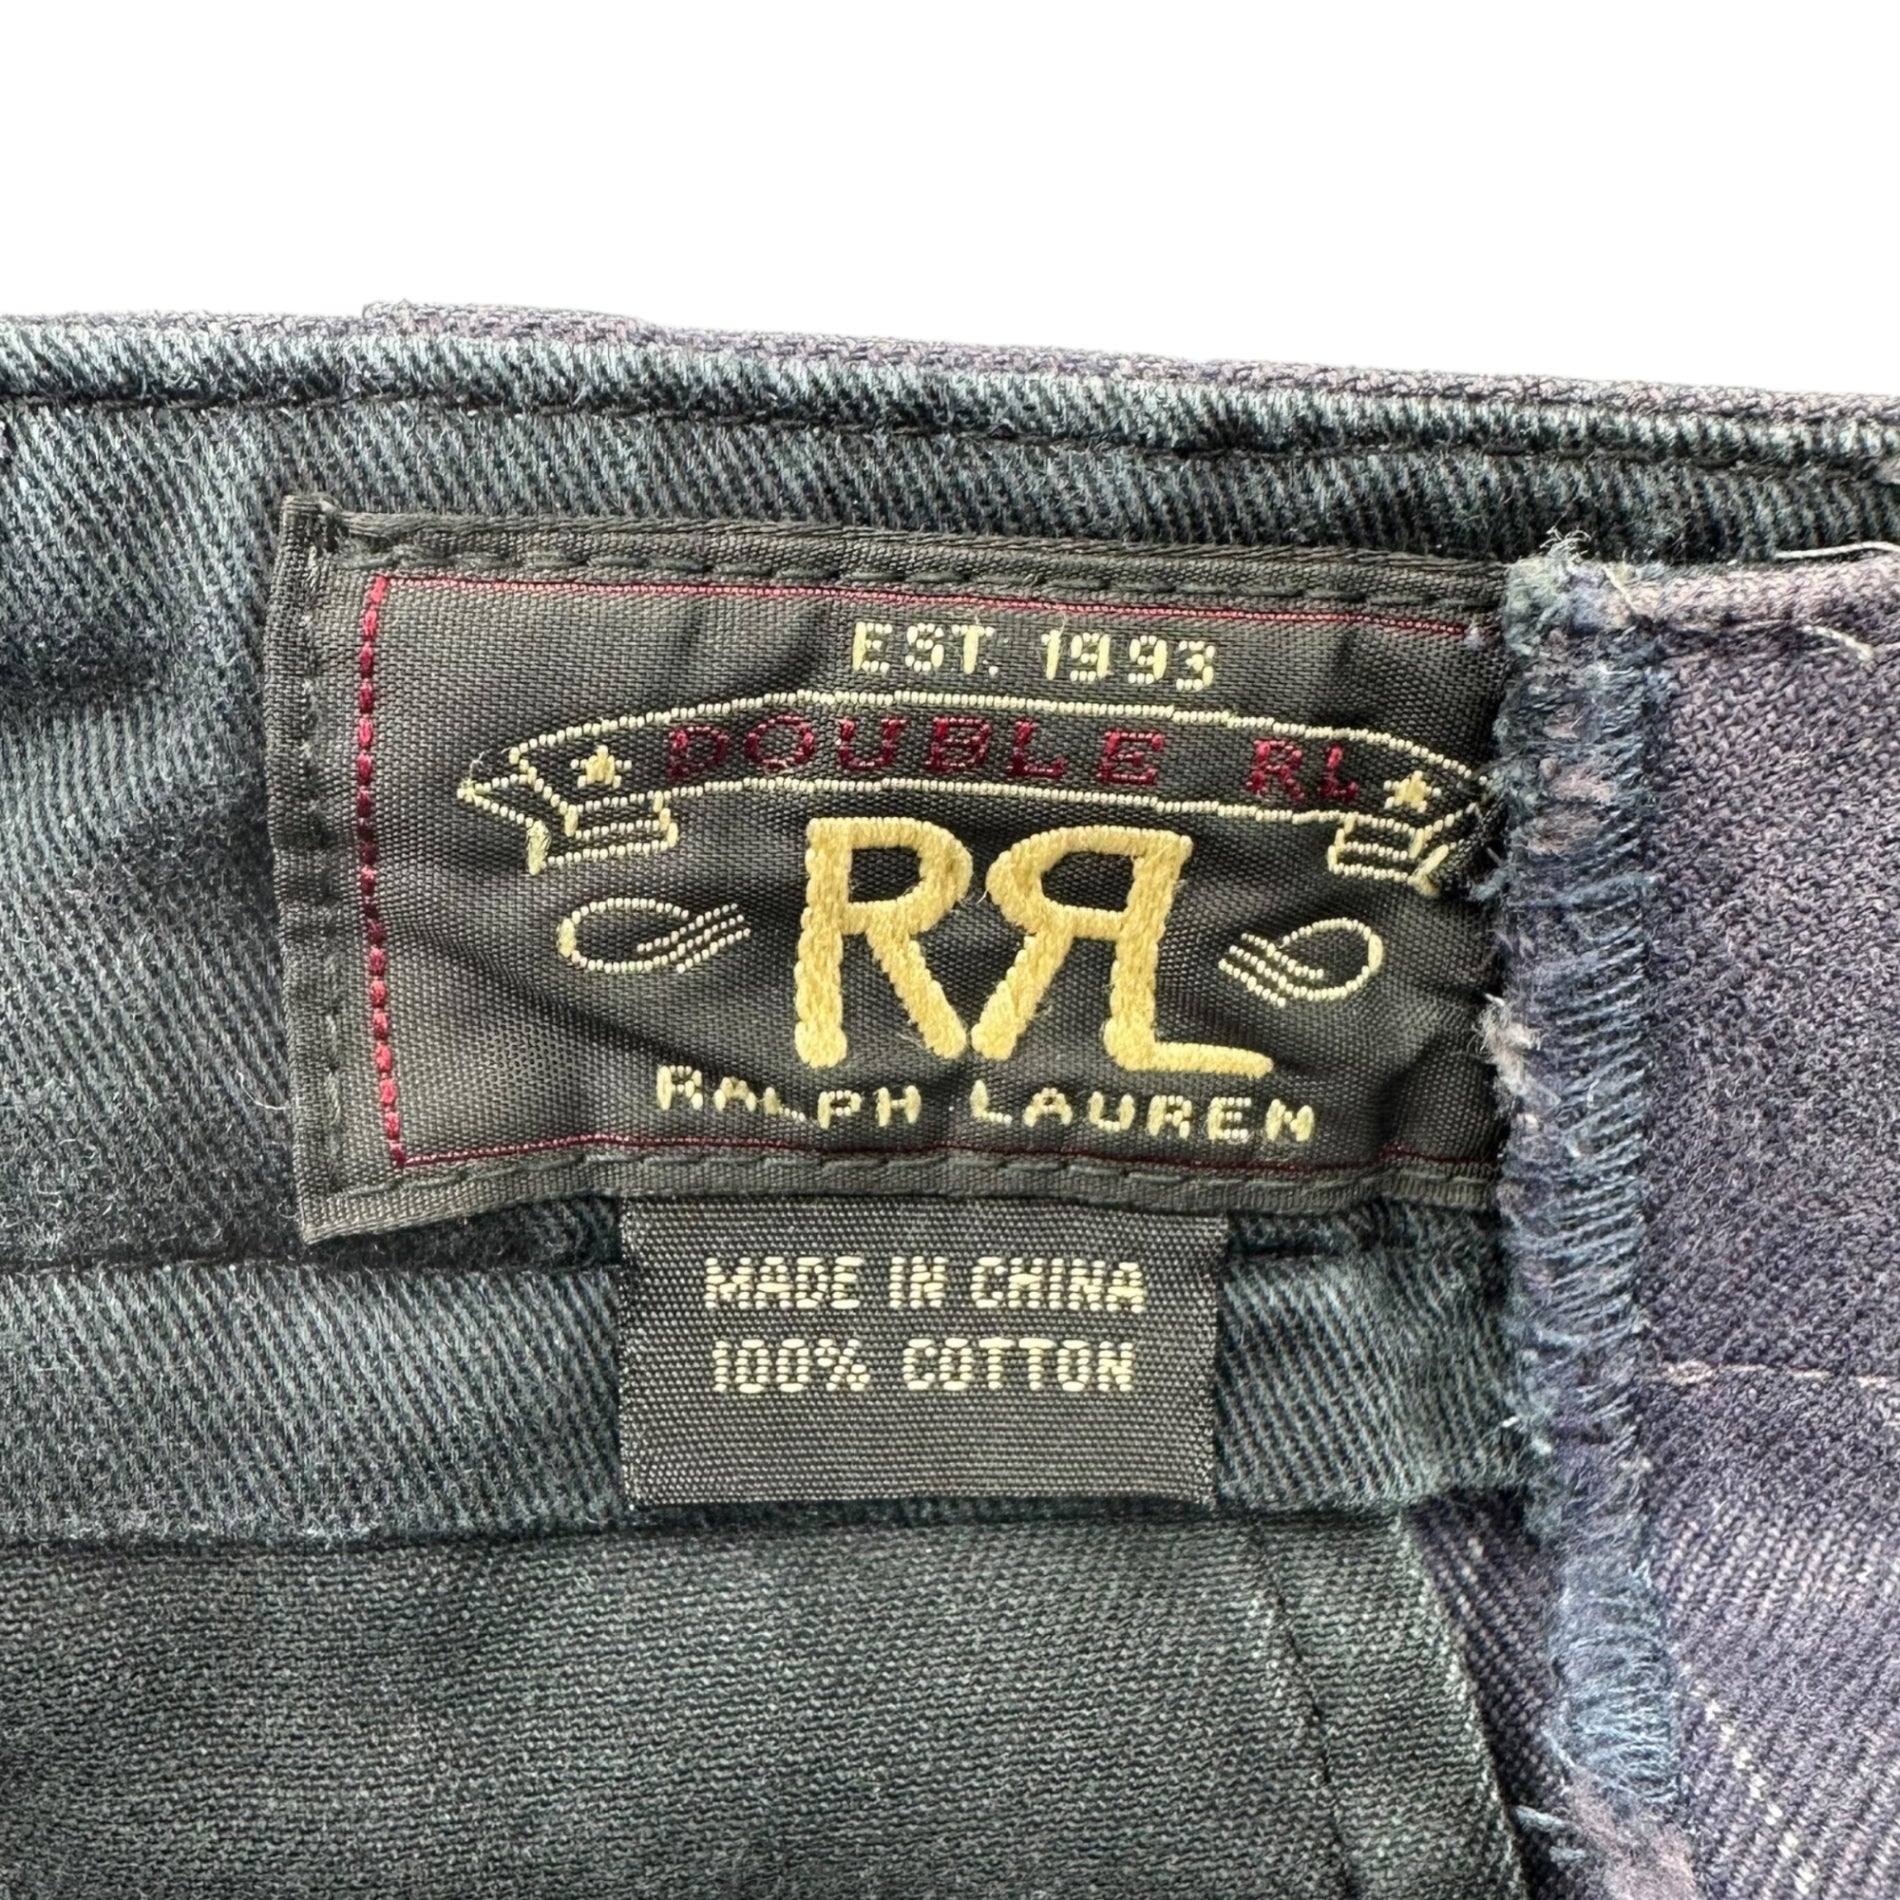 EST. 1993
DOUBLE RL
RRL
RALPH LAUREN
MADE IN CHINA
100% COTTON